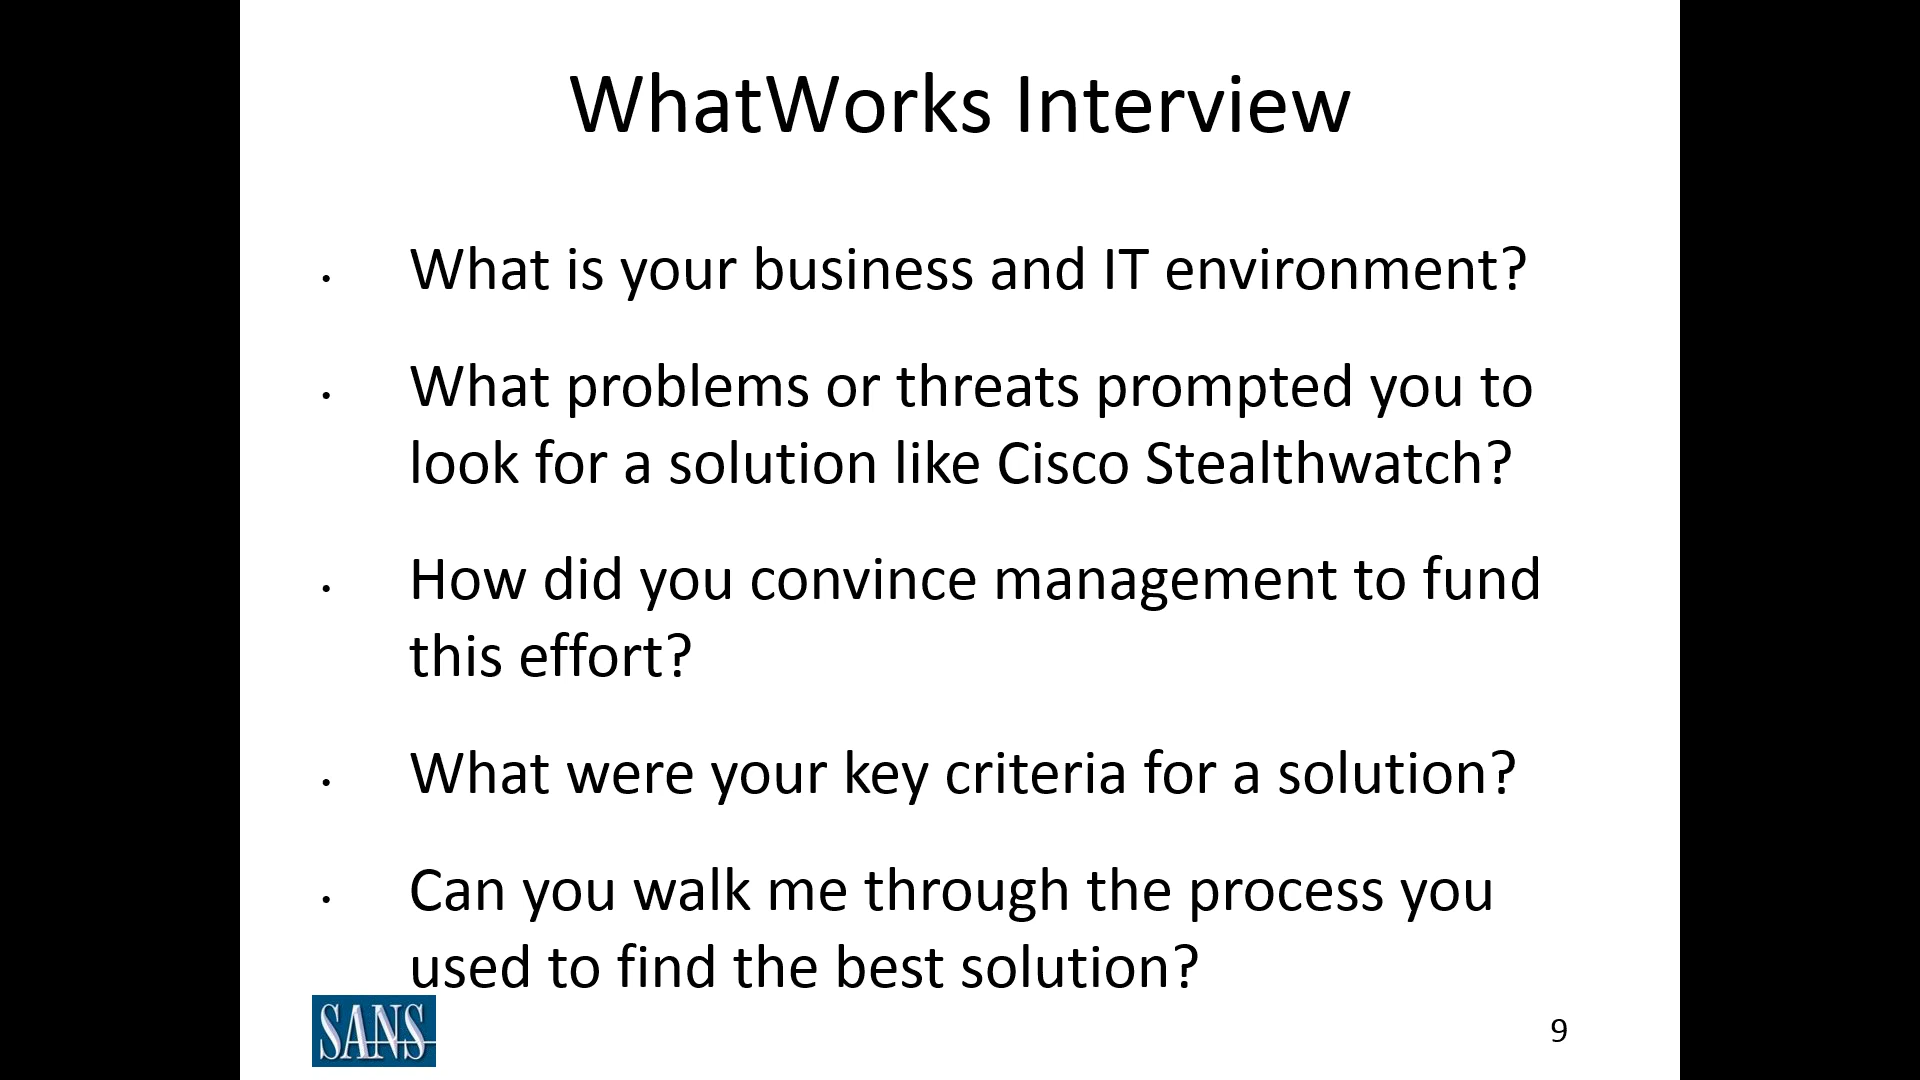 WhatWorks Interview
• What is your business and IT environment?
• What problems or threats prompted you to
look for a solution like Cisco Stealthwatch?
• How did you convince management to fund
this effort?
• What were your key criteria for a solution?
• Can you walk me through the process you
used to find the best solution?
SANS
9